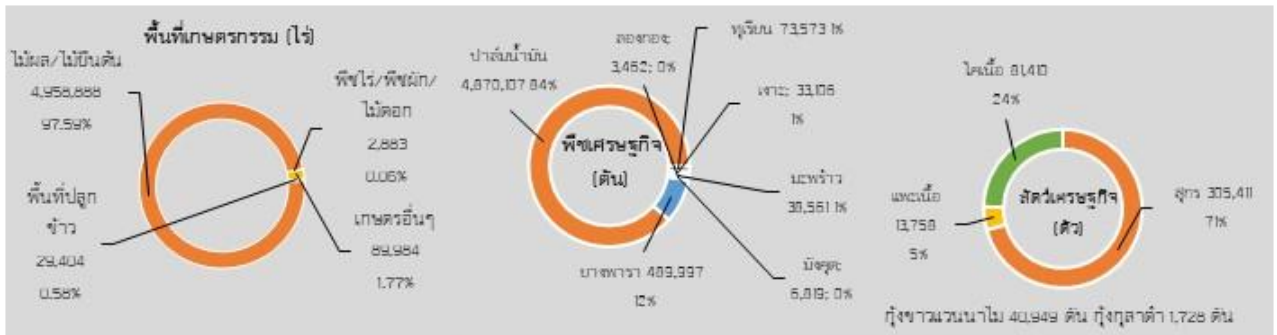 พื้นที่เกษตรกรรม (ไร่)
ไม้ผล/ไม้ยืนต้น
4,958,888
97.59%
พืชไร่/พืชผัก/
ไม้ดอก
2,883
0.06%
พื้นที่ปลูก
ข้าว
29,404
0.58%
เกษตรอื่นๆ
89,984
1.77%
พืชเศรษฐกิจ
(ตัน)
ปาล์มน้ำมัน
4,870,107 84%
ลองกอง;
3,462; 0%
ทุเรียน 73,573 1%
เงาะ; 33,106
1%
มะพร้าว
38,561 1%
มังคุด;
6,819; 0%
ยางพารา 489,997
12%
สัตว์เศรษฐกิจ
(ตัว)
โคเนื้อ 81,410
24%
แพะเนื้อ
13,758
5%
สุกร 305,411
71%
กุ้งขาวแวนนาไม 40,949 ตัน กุ้งกุลาดำ 1,728 ตัน